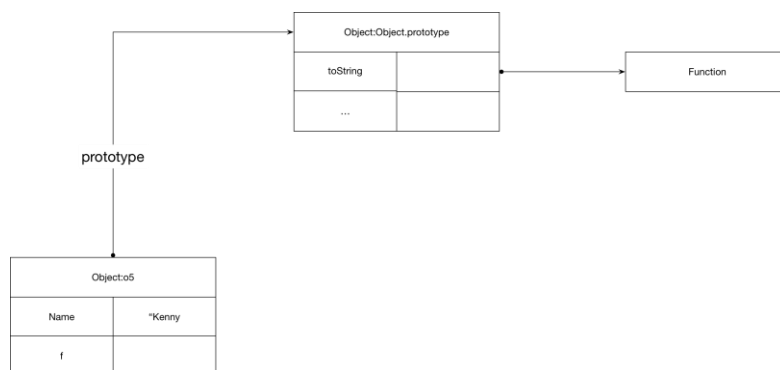 Object:Object.prototype
toString
Function
...
prototype
Object:o5
Name
"Kenny
f